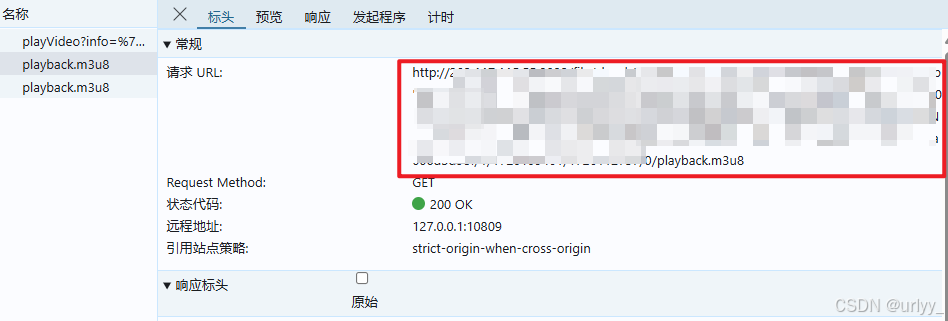 名称
标头 预览 响应 发起程序 计时
playVideo?info=%7...
playback.m3u8
playback.m3u8
常规
请求 URL:
http://2
0/playback.m3u8
Request Method: GET
状态代码: 200 OK
远程地址: 127.0.0.1:10809
引用站点策略: strict-origin-when-cross-origin
响应标头
原始
CSDN @urlyy_